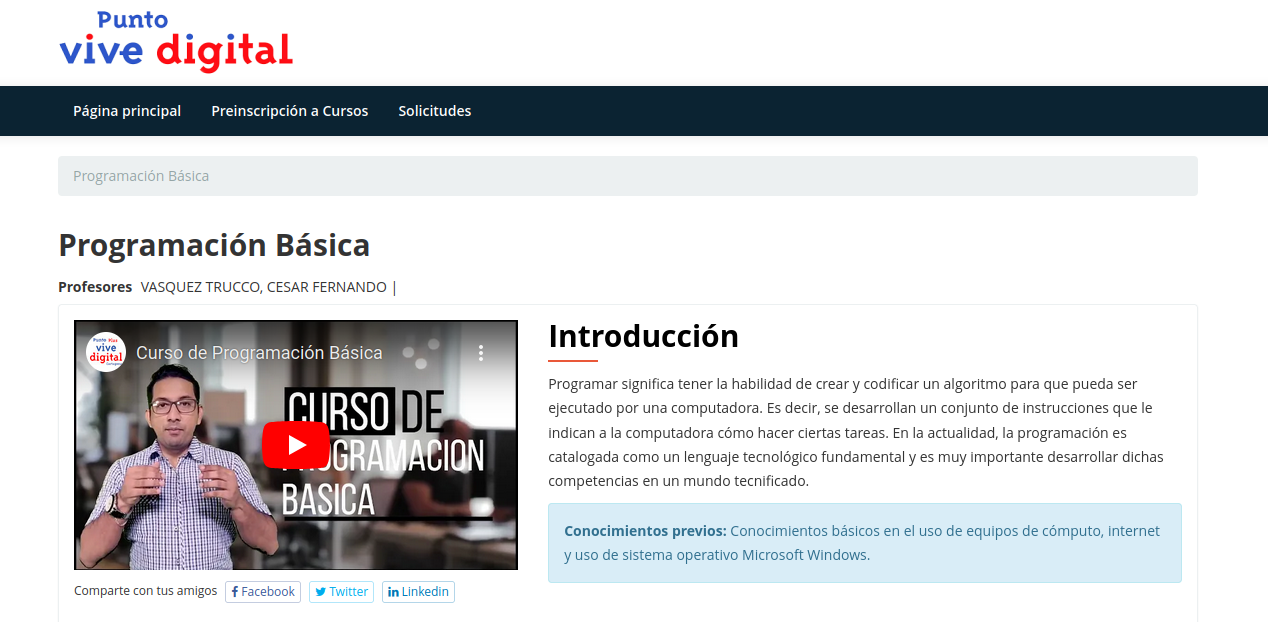 Punto
vive digital
Página principal
Preinscripción a Cursos
Solicitudes
Programación Básica
Programación Básica
Profesores VASQUEZ TRUCCO, CESAR FERNANDO |
Punto
vive
digital
Curso de Programación Básica
CURSO DE
PROGRAMACION
BASICA
Comparte con tus amigos
Facebook
Twitter
Linkedin
Introducción
Programar significa tener la habilidad de crear y codificar un algoritmo para que pueda ser
ejecutado por una computadora. Es decir, se desarrollan un conjunto de instrucciones que le
indican a la computadora cómo hacer ciertas tareas. En la actualidad, la programación es
catalogada como un lenguaje tecnológico fundamental y es muy importante desarrollar dichas
competencias en un mundo tecnificado.
Conocimientos previos: Conocimientos básicos en el uso de equipos de cómputo, internet
y uso de sistema operativo Microsoft Windows.